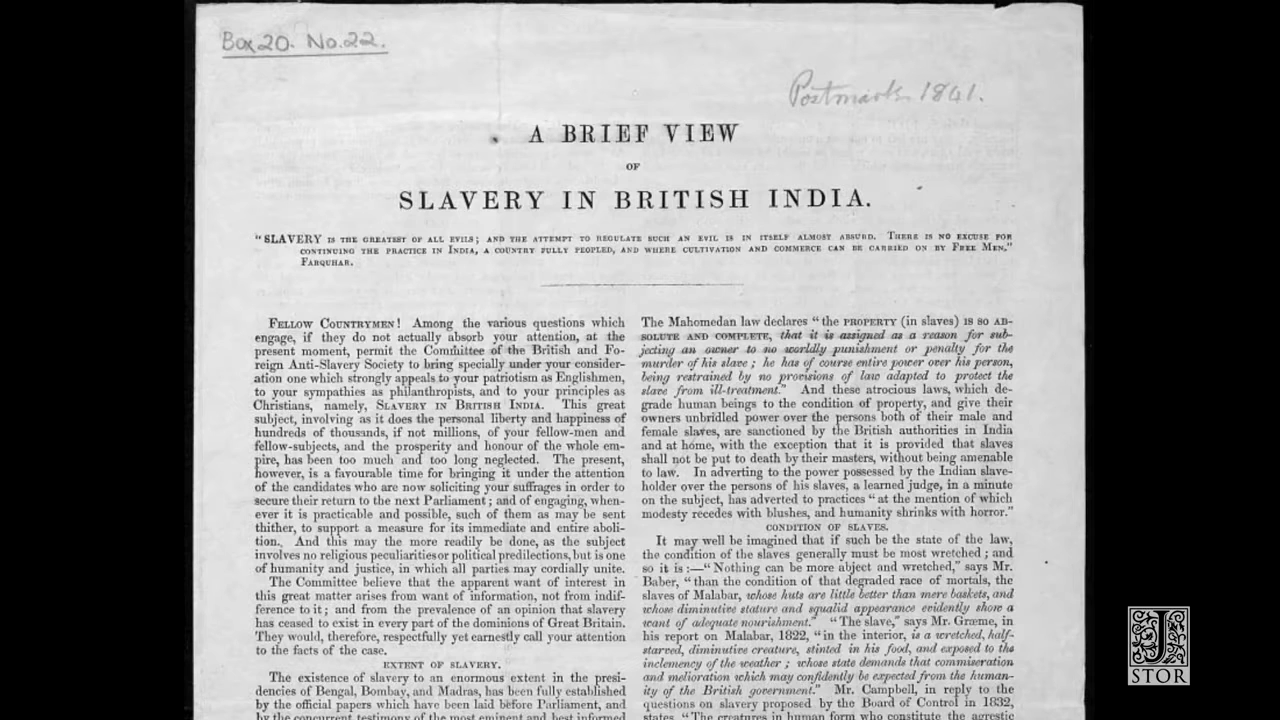 Box 20. No. 22.
Postmark 1841.
A BRIEF VIEW
OF
SLAVERY IN BRITISH INDIA.
"SLAVERY IS THE GREATEST OF ALL EVILS; AND THE ATTEMPT TO REGULATE SUCH AN EVIL IS IN ITSELF ALMOST ABSURD. THERE IS NO EXCUSE FOR
CONTINUING THE PRACTICE IN INDIA, A COUNTRY FULLY PEOPLED, AND WHERE CULTIVATION AND COMMERCE CAN BE CARRIED ON BY FREE MEN."
FARQUHAR.
FELLOW COUNTRYMEN! Among the various questions which
engage, if they do not actually absorb your attention, at the
present moment, permit the Committee of the British and Fo-
reign Anti-Slavery Society to bring specially under your consider-
ation one which strongly appeals to your patriotism as Englishmen,
to your sympathies as philanthropists, and to your principles as
Christians, namely, SLAVERY IN BRITISH INDIA. This great
subject, involving as it does the personal liberty and happiness of
hundreds of thousands, if not millions, of your fellow-men and
fellow-subjects, and the prosperity and honour of the whole em-
pire, has been too much and too long neglected. The present,
however, is a favourable time for bringing it under the attention
of the candidates who are now soliciting your suffrages in order to
secure their return to the next Parliament; and of engaging, when-
ever it is practicable and possible, such of them as may be sent
thither, to support a measure for its immediate and entire aboli-
tion. And this may the more readily be done, as the subject
involves no religious peculiarities or political predilections, but is one
of humanity and justice, in which all parties may cordially unite.
The Committee believe that the apparent want of interest in
this great matter arises from want of information, not from indif-
ference to it; and from the prevalence of an opinion that slavery
has ceased to exist in every part of the dominions of Great Britain.
They would, therefore, respectfully yet earnestly call your attention
to the facts of the case.
EXTENT OF SLAVERY.
The existence of slavery to an enormous extent in the presi-
dencies of Bengal, Bombay, and Madras, has been fully established
by the official papers which have been laid before Parliament, and
by the concurrent testimony of the most eminent and best informed
The Mahomedan law declares "the PROPERTY (in slaves) IS SO AB-
SOLUTE AND COMPLETE, that it is assigned as a reason for sub-
jecting an owner to no worldly punishment or penalty for the
murder of his slave; he has of course entire power over his person,
being restrained by no provisions of law adapted to protect the
slave from ill-treatment." And these atrocious laws, which de-
grade human beings to the condition of property, and give their
owners unbridled power over the persons both of their male and
female slaves, are sanctioned by the British authorities in India
and at home, with the exception that it is provided that slaves
shall not be put to death by their masters, without being amenable
to law. In adverting to the power possessed by the Indian slave-
holder over the persons of his slaves, a learned judge, in a minute
on the subject, has adverted to practices "at the mention of which
modesty recedes with blushes, and humanity shrinks with horror."
CONDITION OF SLAVES.
It may well be imagined that if such be the state of the law,
the condition of the slaves generally must be most wretched; and
so it is:—"Nothing can be more abject and wretched," says Mr.
Baber, "than the condition of that degraded race of mortals, the
slaves of Malabar, whose huts are little better than mere baskets, and
whose diminutive stature and squalid appearance evidently show a
want of adequate nourishment." "The slave," says Mr. Græme, in
his report on Malabar, 1822, "in the interior, is a wretched, half-
starved, diminutive creature, stinted in his food, and exposed to the
inclemency of the weather; whose state demands that commiseration
and melioration which may confidently be expected from the human-
ity of the British government." Mr. Campbell, in reply to the
questions on slavery proposed by the Board of Control in 1832,
states, "The creatures in human form who constitute the agrestic
JSTOR